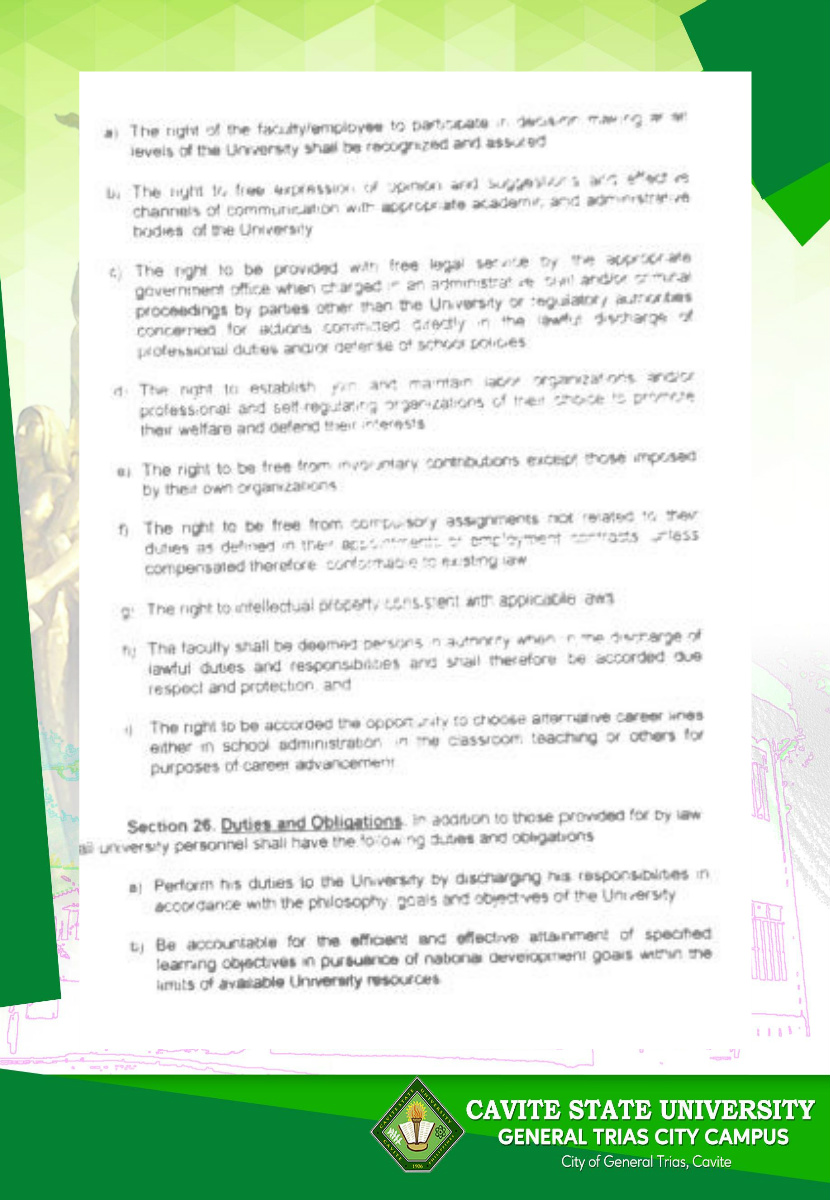 a) The right of the faculty/employee to participate in decision making at all
levels of the University shall be recognized and assured
b) The right to free expression of opinion and suggestions and effective
channels of communication with appropriate academic and administrative
bodies of the University
c) The right to be provided with free legal service by the appropriate
government office when charged in an administrative civil and/or criminal
proceedings by parties other than the University or regulatory authorities
concerned for actions committed directly in the lawful discharge of
professional duties and/or defense of school policies
d) The right to establish join and maintain labor organizations and/or
professional and self-regulating organizations of their choice to promote
their welfare and defend their interests
e) The right to be free from involuntary contributions except those imposed
by their own organizations
f) The right to be free from compulsory assignments not related to their
duties as defined in their appointments or employment contracts unless
compensated therefore conformable to existing law
g) The right to intellectual property consistent with applicable laws
h) The faculty shall be deemed persons in authority when in the discharge of
lawful duties and responsibilities and shall therefore be accorded due
respect and protection, and
i) The right to be accorded the opportunity to choose alternative career lines
either in school administration in the classroom teaching or others for
purposes of career advancement
Section 26. Duties and Obligations. In addition to those provided for by law
all university personnel shall have the following duties and obligations
a) Perform his duties to the University by discharging his responsibilities in
accordance with the philosophy, goals and objectives of the University
b) Be accountable for the efficient and effective attainment of specified
learning objectives in pursuance of national development goals within the
limits of available University resources
CAVITE STATE UNIVERSITY
GENERAL TRIAS CITY CAMPUS
City of General Trias, Cavite
1906